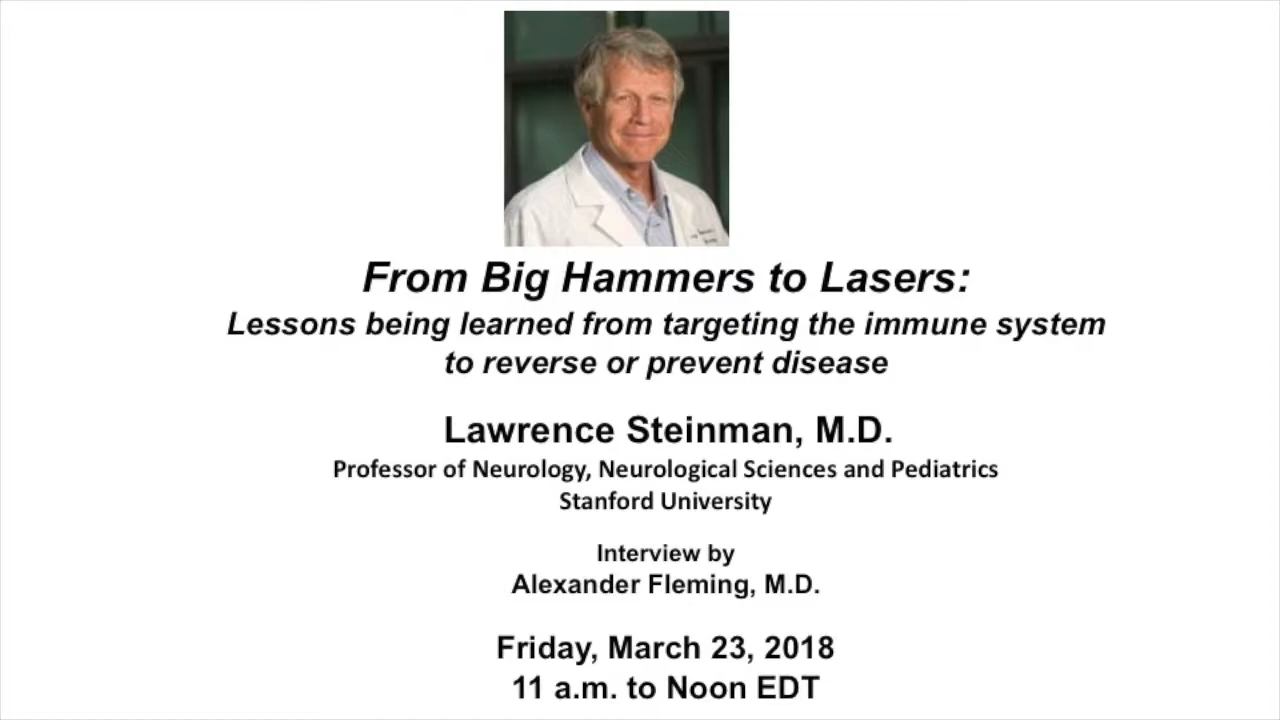 From Big Hammers to Lasers:
Lessons being learned from targeting the immune system
to reverse or prevent disease
Lawrence Steinman, M.D.
Professor of Neurology, Neurological Sciences and Pediatrics
Stanford University
Interview by
Alexander Fleming, M.D.
Friday, March 23, 2018
11 a.m. to Noon EDT